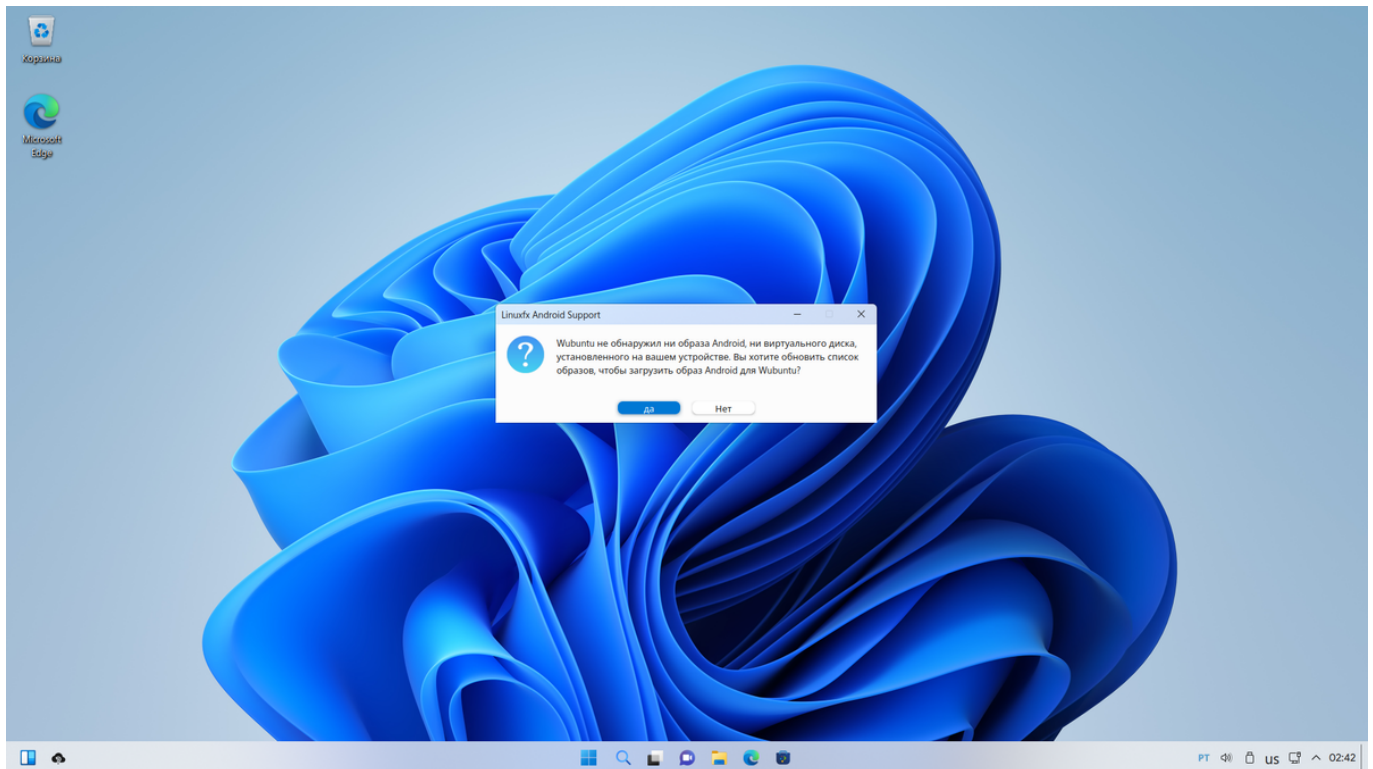 Корзина
Microsoft
Edge
Linuxfx Android Support
Wubuntu не обнаружил ни образа Android, ни виртуального диска,
установленного на вашем устройстве. Вы хотите обновить список
образов, чтобы загрузить образ Android для Wubuntu?
да
Нет
PT
us
02:42